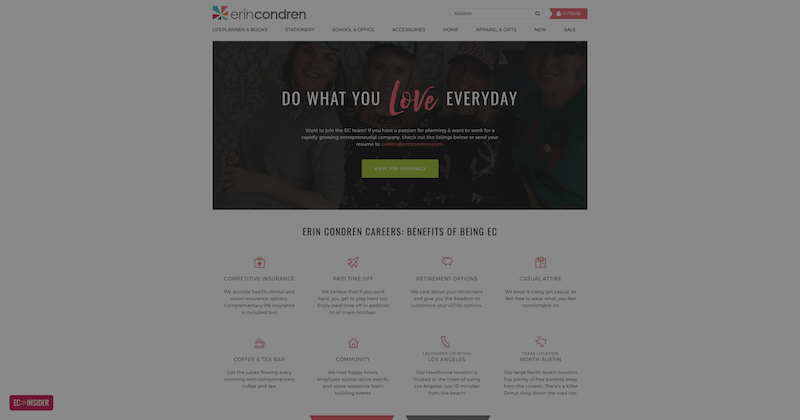 erincondren
SEARCH
0 ITEMS
LIFEPLANNER & BOOKS STATIONERY SCHOOL & OFFICE ACCESSORIES HOME APPAREL & GIFTS NEW SALE
DO WHAT YOU Love EVERYDAY
Want to join the EC team? If you have a passion for planning & want to work for a
rapidly growing entrepreneurial company, check out the listings below or send your
resume to careers@erincondren.com.
VIEW JOB OPENINGS
ERIN CONDREN CAREERS: BENEFITS OF BEING EC
COMPETITIVE INSURANCE
We provide health, dental and
vision insurance options.
Complementary life insurance
is included too!
PAID TIME OFF
We believe that if you work
hard, you get to play hard too.
Enjoy paid time off in addition
to all main holidays.
RETIREMENT OPTIONS
We care about your retirement
and give you the freedom to
customize your 401(k) options.
CASUAL ATTIRE
We keep it classy yet casual, so
feel free to wear what you feel
comfortable in!
COFFEE & TEA BAR
Get the juices flowing every
morning with complimentary
coffee and tea.
COMMUNITY
We host happy hours,
employee appreciation events,
and some awesome team
building events.
CALIFORNIA LOCATION:
LOS ANGELES
Our Hawthorne location is
located in the heart of sunny
Los Angeles, just 15 minutes
from the beach!
TEXAS LOCATION:
NORTH AUSTIN
Our large North Austin location
has plenty of free parking away
from the crowds. There's a killer
Donut shop down the road too.
EC INSIDER